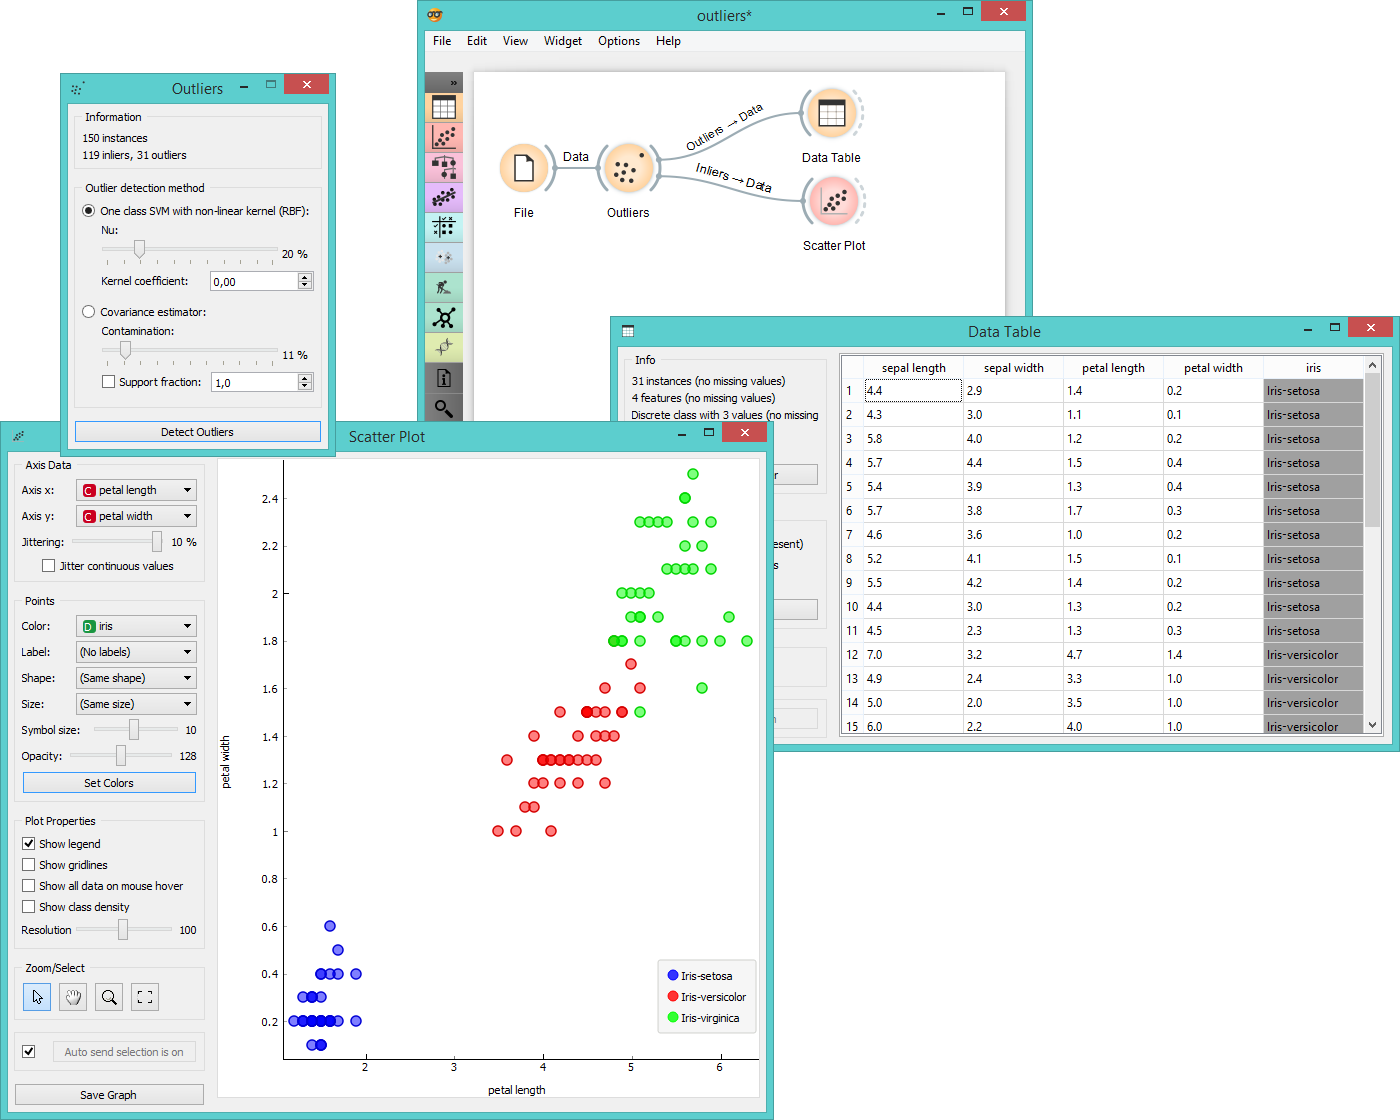 outliers*
File Edit View Widget Options Help
»
File
Data
Outliers
Outliers → Data
Inliers → Data
Data Table
Scatter Plot
Outliers
Information
150 instances
119 inliers, 31 outliers
Outlier detection method
One class SVM with non-linear kernel (RBF):
Nu:
20 %
Kernel coefficient: 0,00
Covariance estimator:
Contamination:
11 %
Support fraction: 1,0
Detect Outliers
Data Table
Info
31 instances (no missing values)
4 features (no missing values)
Discrete class with 3 values (no missing
sepal length sepal width petal length petal width iris
1 4.4 2.9 1.4 0.2 Iris-setosa
2 4.3 3.0 1.1 0.1 Iris-setosa
3 5.8 4.0 1.2 0.2 Iris-setosa
4 5.7 4.4 1.5 0.4 Iris-setosa
5 5.4 3.9 1.3 0.4 Iris-setosa
6 5.7 3.8 1.7 0.3 Iris-setosa
7 4.6 3.6 1.0 0.2 Iris-setosa
8 5.2 4.1 1.5 0.1 Iris-setosa
9 5.5 4.2 1.4 0.2 Iris-setosa
10 4.4 3.0 1.3 0.2 Iris-setosa
11 4.5 2.3 1.3 0.3 Iris-setosa
12 7.0 3.2 4.7 1.4 Iris-versicolor
13 4.9 2.4 3.3 1.0 Iris-versicolor
14 5.0 2.0 3.5 1.0 Iris-versicolor
15 6.0 2.2 4.0 1.0 Iris-versicolor
Scatter Plot
Axis Data
Axis x: C petal length
Axis y: C petal width
Jittering: 10 %
Jitter continuous values
Points
Color: D iris
Label: (No labels)
Shape: (Same shape)
Size: (Same size)
Symbol size: 10
Opacity: 128
Set Colors
Plot Properties
Show legend
Show gridlines
Show all data on mouse hover
Show class density
Resolution 100
Zoom/Select
Auto send selection is on
Save Graph
petal width
2.4
2.2
2
1.8
1.6
1.4
1.2
1
0.8
0.6
0.4
0.2
2 3 4 5 6
petal length
Iris-setosa
Iris-versicolor
Iris-virginica